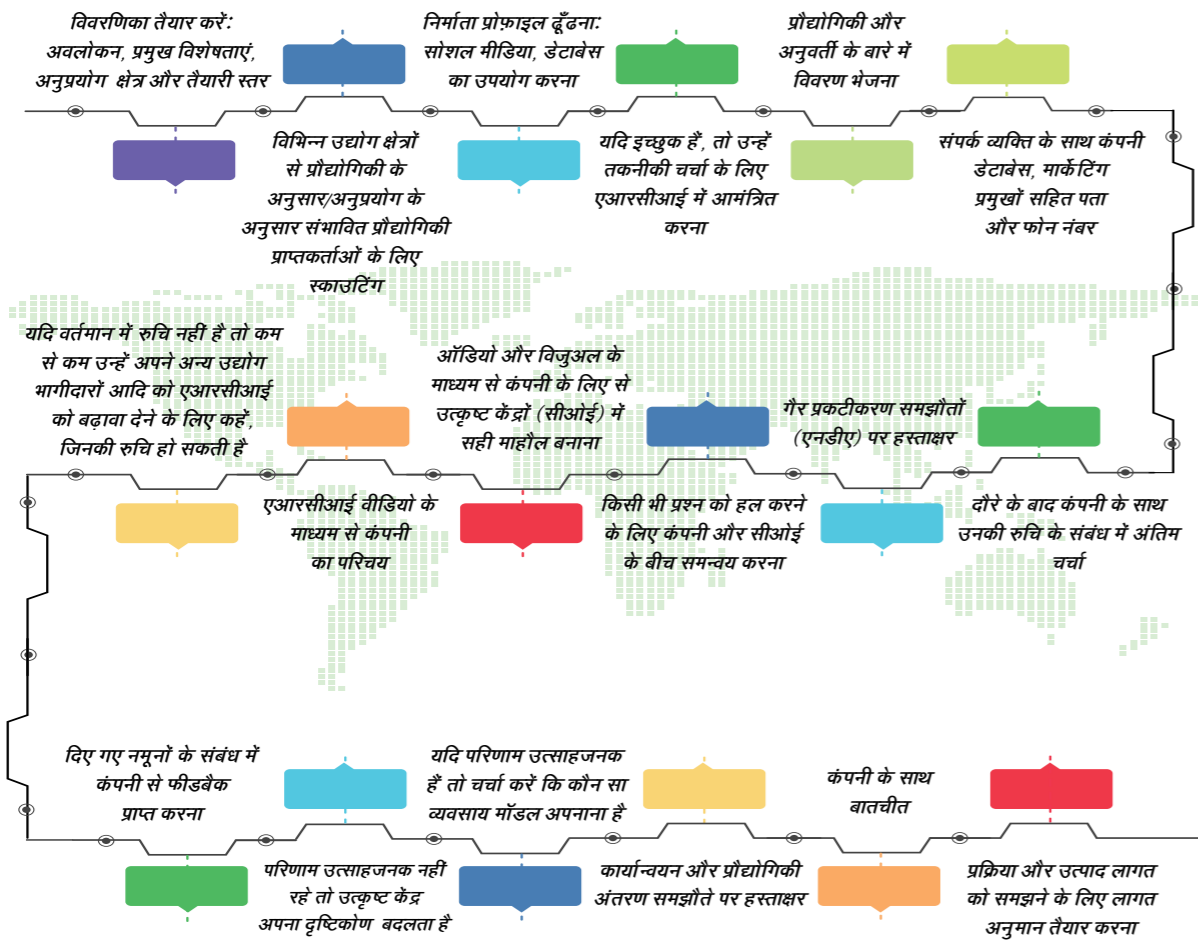 विवरणिका तैयार करें:
अवलोकन, प्रमुख विशेषताएं,
अनुप्रयोग क्षेत्र और तैयारी स्तर
विभिन्न उद्योग क्षेत्रों
से प्रौद्योगिकी के
अनुसार/अनुप्रयोग के
अनुसार संभावित प्रौद्योगिकी
प्राप्तकर्ताओं के लिए
स्काउटिंग
निर्माता प्रोफ़ाइल ढूँढना:
सोशल मीडिया, डेटाबेस
का उपयोग करना
यदि इच्छुक हैं, तो उन्हें
तकनीकी चर्चा के लिए
एआरसीआई में आमंत्रित
करना
प्रौद्योगिकी और
अनुवर्ती के बारे में
विवरण भेजना
संपर्क व्यक्ति के साथ कंपनी
डेटाबेस, मार्केटिंग
प्रमुखों सहित पता
और फोन नंबर
यदि वर्तमान में रुचि नहीं है तो कम
से कम उन्हें अपने अन्य उद्योग
भागीदारों आदि को एआरसीआई
को बढ़ावा देने के लिए कहें,
जिनकी रुचि हो सकती है
एआरसीआई वीडियो के
माध्यम से कंपनी
का परिचय
ऑडियो और विजुअल के
माध्यम से कंपनी के लिए से
उत्कृष्ट केंद्रों (सीओई) में
सही माहौल बनाना
किसी भी प्रश्न को हल करने
के लिए कंपनी और सीओई
के बीच समन्वय करना
गैर प्रकटीकरण समझौतों
(एनडीए) पर हस्ताक्षर
दौरे के बाद कंपनी के साथ
उनकी रुचि के संबंध में अंतिम
चर्चा
दिए गए नमूनों के संबंध में
कंपनी से फीडबैक
प्राप्त करना
परिणाम उत्साहजनक नहीं
रहे तो उत्कृष्ट केंद्र
अपना दृष्टिकोण बदलता है
यदि परिणाम उत्साहजनक
हैं तो चर्चा करें कि कौन सा
व्यवसाय मॉडल अपनाना है
कार्यान्वयन और प्रौद्योगिकी
अंतरण समझौते पर हस्ताक्षर
कंपनी के साथ
बातचीत
प्रक्रिया और उत्पाद लागत
को समझने के लिए लागत
अनुमान तैयार करना